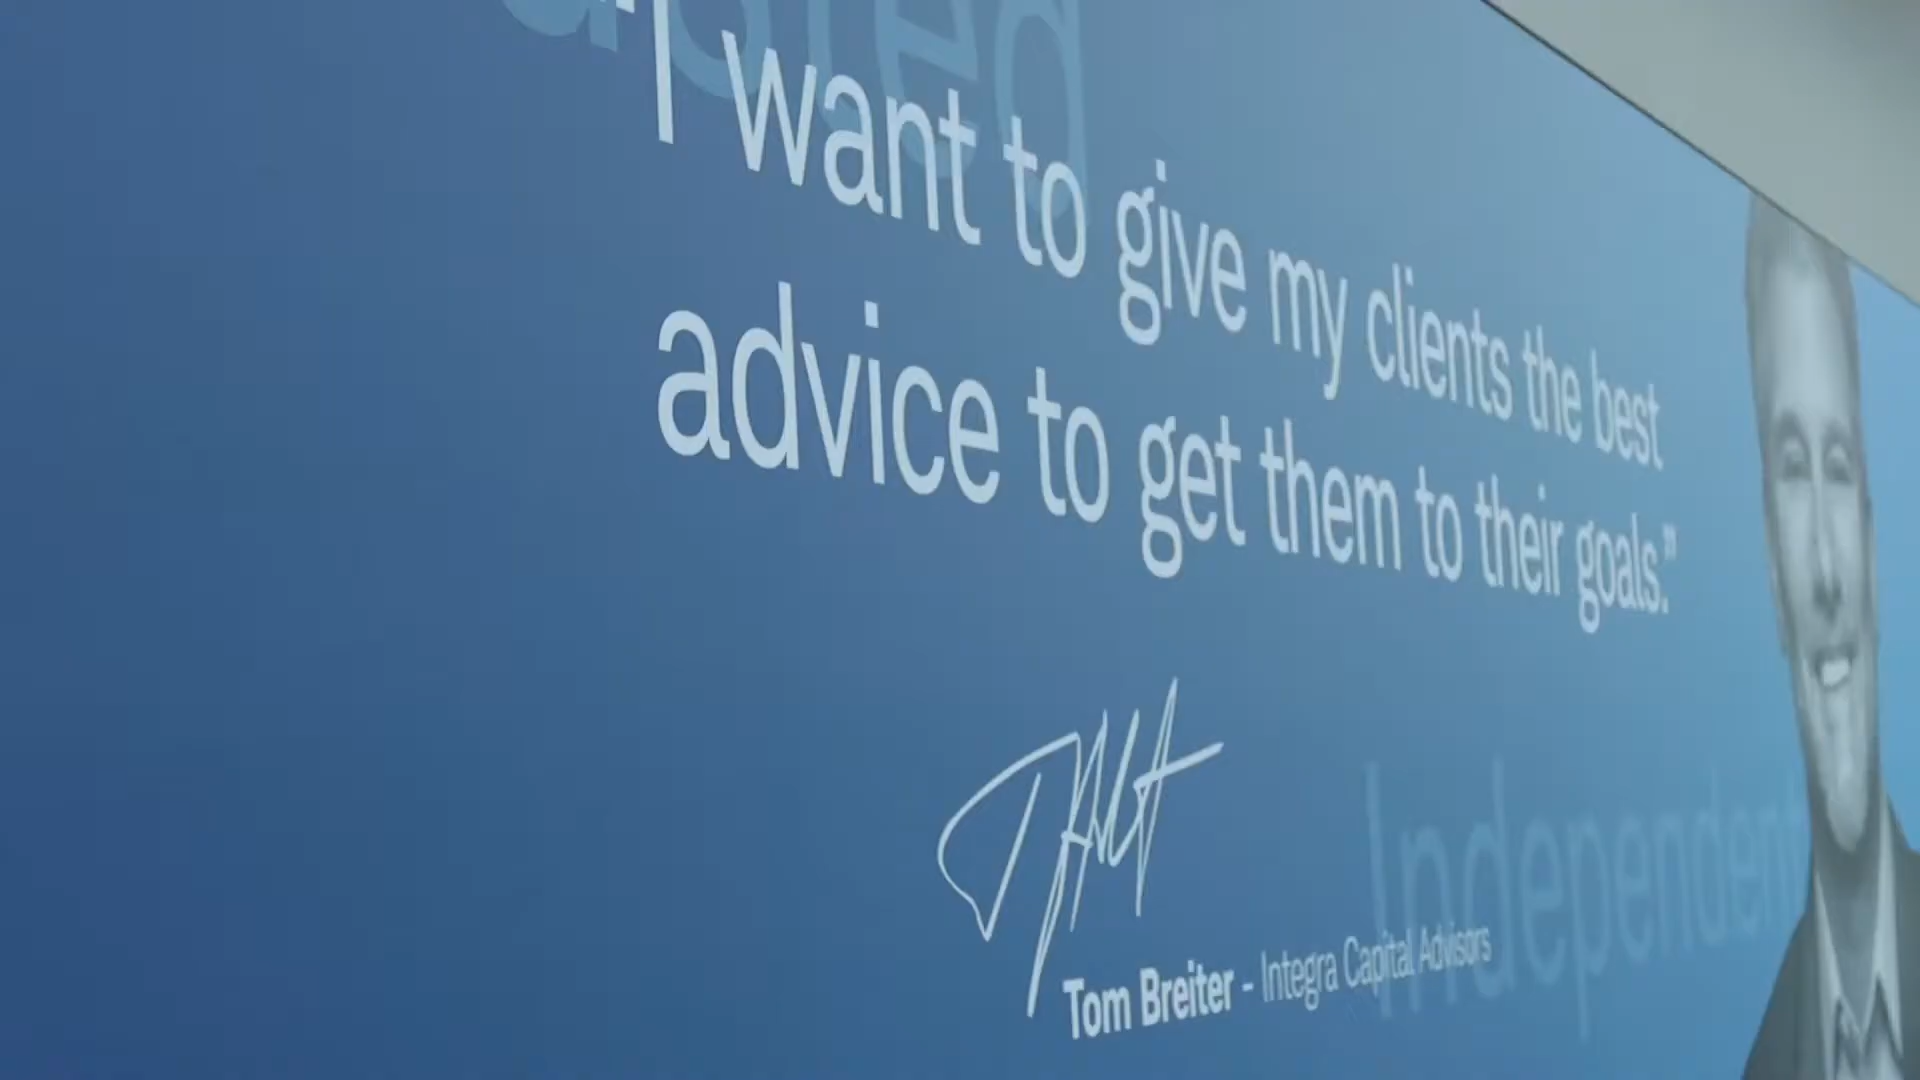 "I want to give my clients the best
advice to get them to their goals."
Tom Breiter - Integra Capital Advisors
Independent